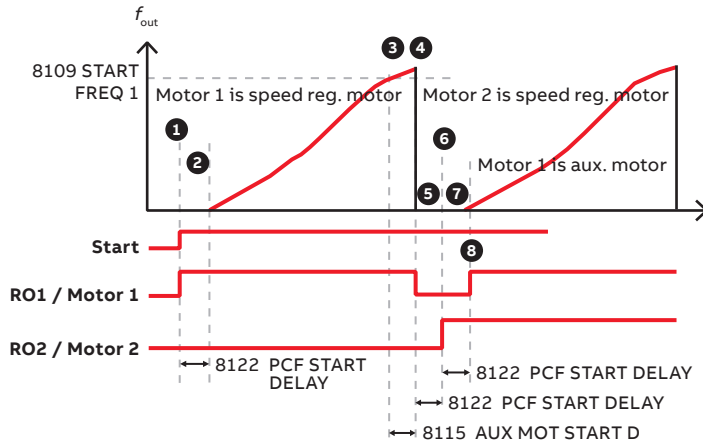 fout
8109 START
FREQ 1
3 4
Motor 1 is speed reg. motor
Motor 2 is speed reg. motor
1
2
6
Motor 1 is aux. motor
5 7
Start
8
RO1 / Motor 1
RO2 / Motor 2
8122 PCF START
DELAY
8122 PCF START DELAY
8122 PCF START DELAY
8115 AUX MOT START D